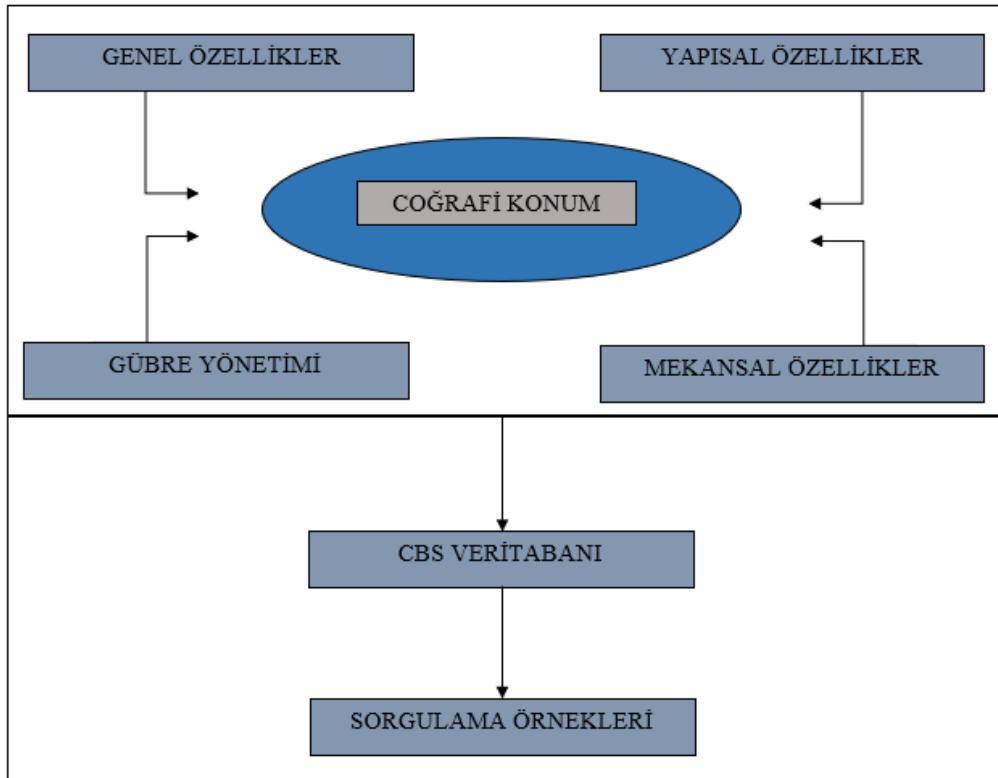 GENEL ÖZELLİKLER
YAPISAL ÖZELLİKLER
COĞRAFİ KONUM
GÜBRE YÖNETİMİ
MEKANSAL ÖZELLİKLER
CBS VERİTABANI
SORGULAMA ÖRNEKLERİ